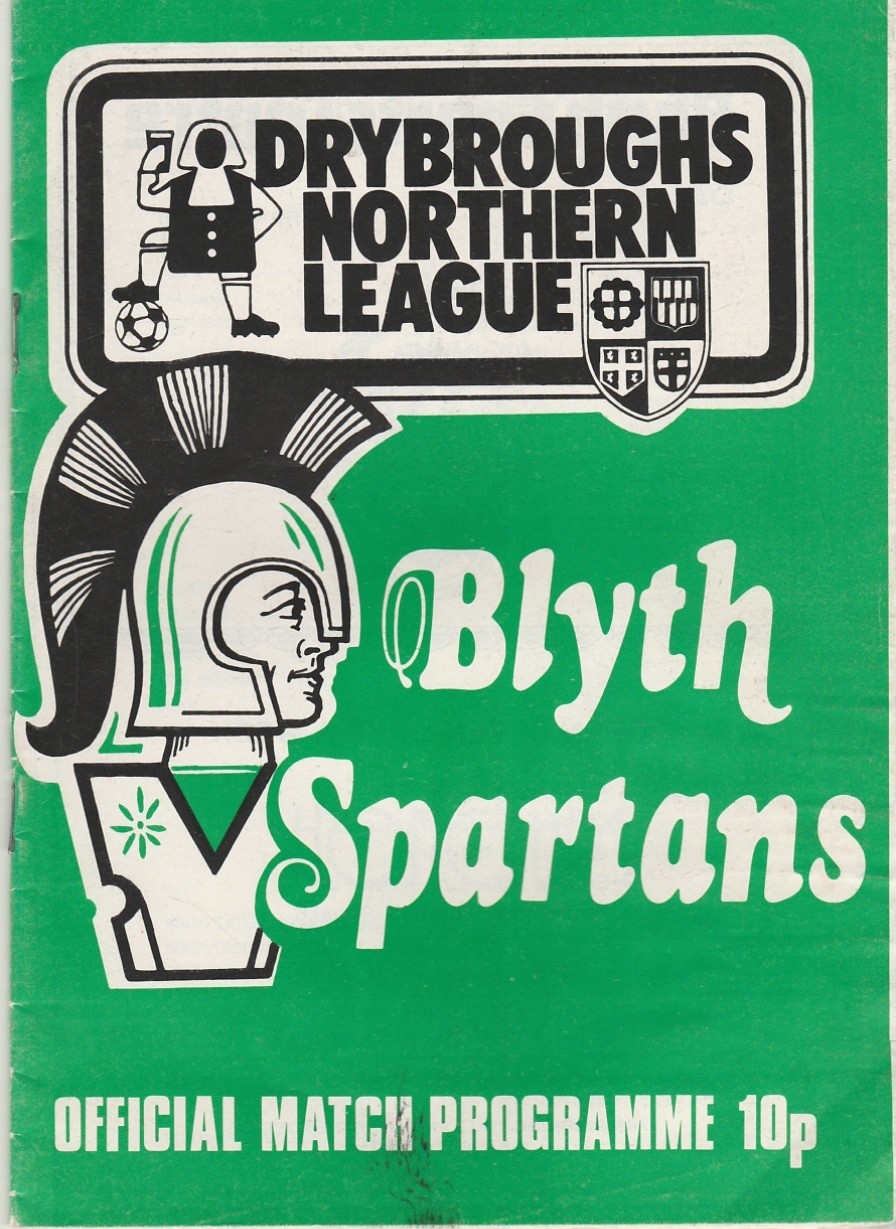 DRYBROUGHS
NORTHERN
LEAGUE
Blyth
Spartans
OFFICIAL MATCH PROGRAMME 10p